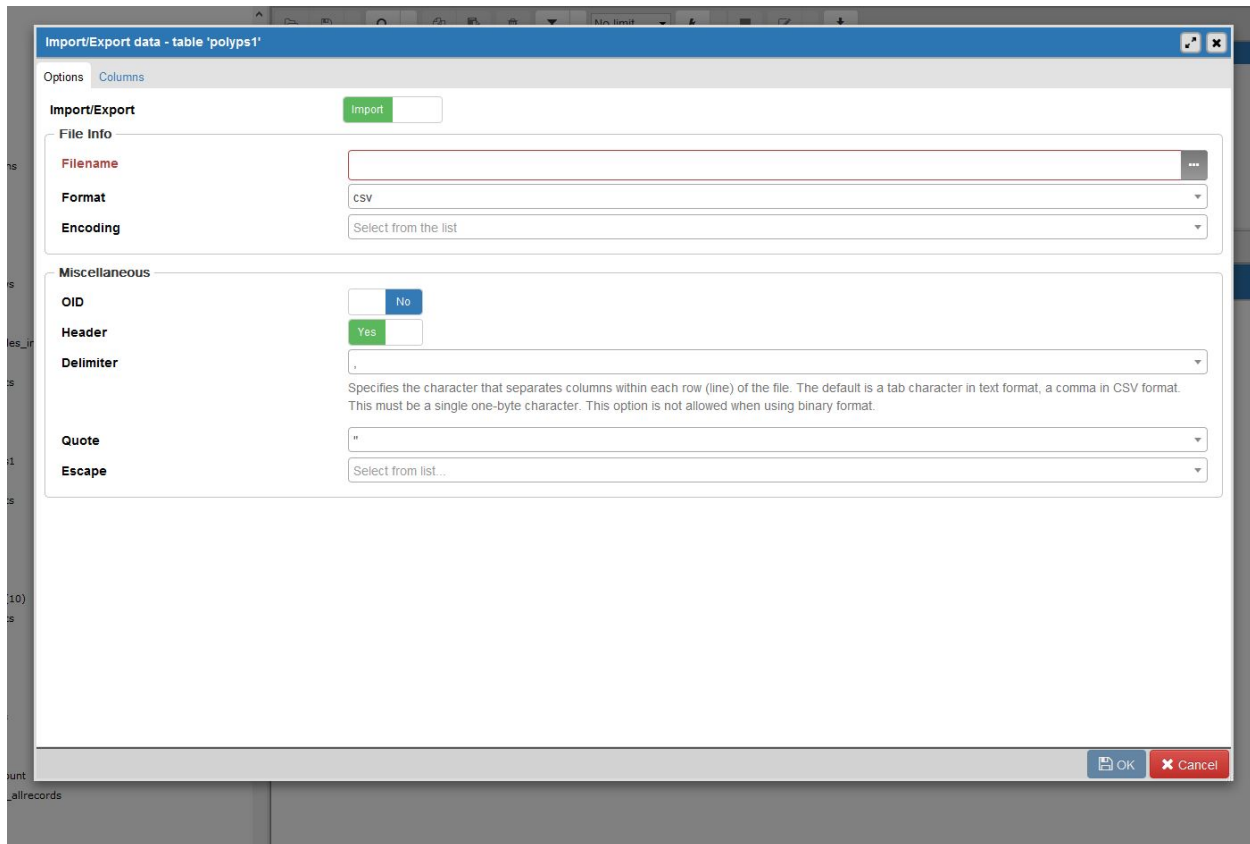 No limit
Import/Export data - table 'polyps1'
Options Columns
Import/Export Import
File Info
Filename ...
Format csv
Encoding Select from the list
Miscellaneous
OID No
Header Yes
Delimiter ,
Specifies the character that separates columns within each row (line) of the file. The default is a tab character in text format, a comma in CSV format.
This must be a single one-byte character. This option is not allowed when using binary format.
Quote "
Escape Select from list...
(10)
OK Cancel
_allrecords